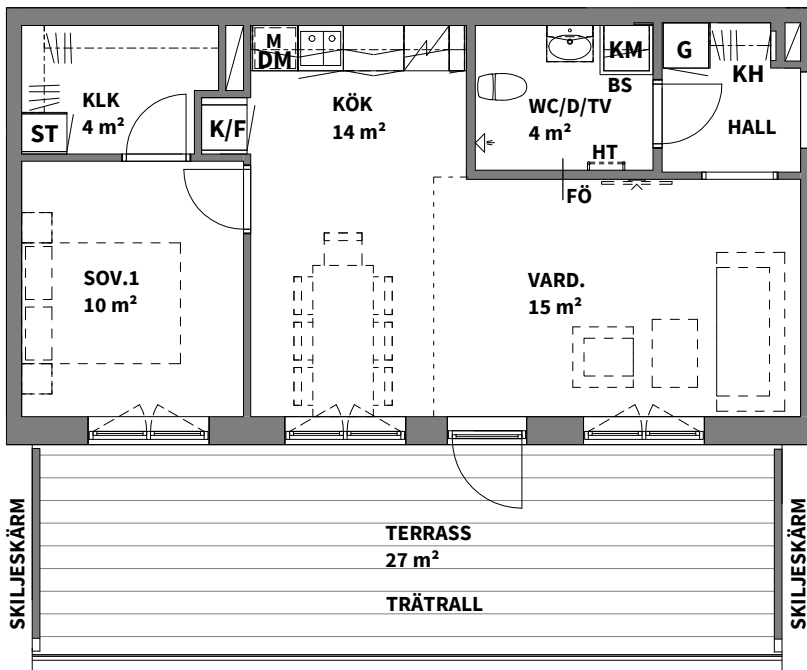 M
DM
KM
G
KH
BS
KLK
4 m²
KÖK
14 m²
WC/D/TV
4 m²
HALL
ST
K/F
HT
FÖ
SOV.1
10 m²
VARD.
15 m²
SKILJESKÄRM
TERRASS
27 m²
TRÄTRALL
SKILJESKÄRM